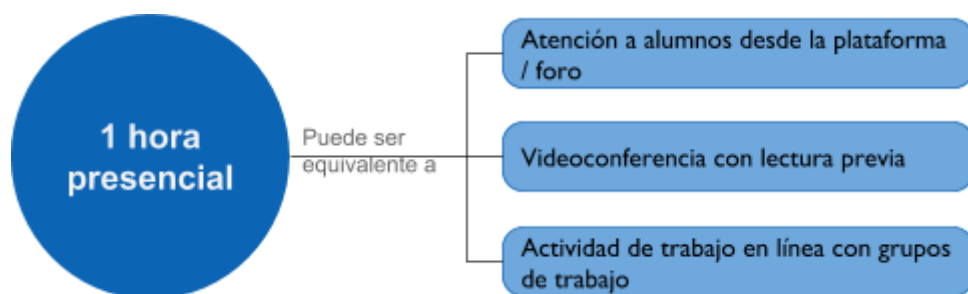 1 hora
presencial
Puede ser
equivalente a
Atención a alumnos desde la plataforma
/ foro
Videoconferencia con lectura previa
Actividad de trabajo en línea con grupos
de trabajo